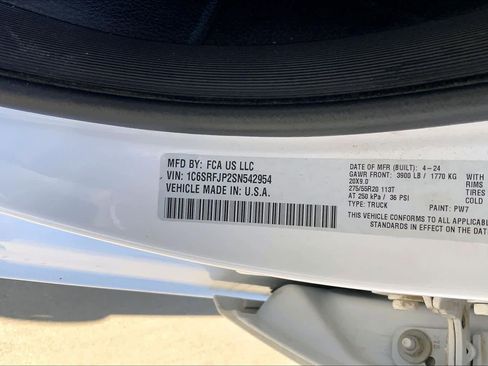 MFD BY: FCA US LLC
VIN: 1C6SRFJP2SN542954
VEHICLE MADE IN: U.S.A.
DATE OF MFR (BUILT): 4-24
GAWR FRONT: 3900 LB / 1770 KG WITH
20X9.0 RIMS
275/55R20 113T TIRES
AT 250 kPa / 36 PSI COLD
TYPE: TRUCK PAINT: PW7
THIS VEHICLE CONFORMS TO ALL APPLICABLE
STANDARDS IN EFFECT ON THE DATE